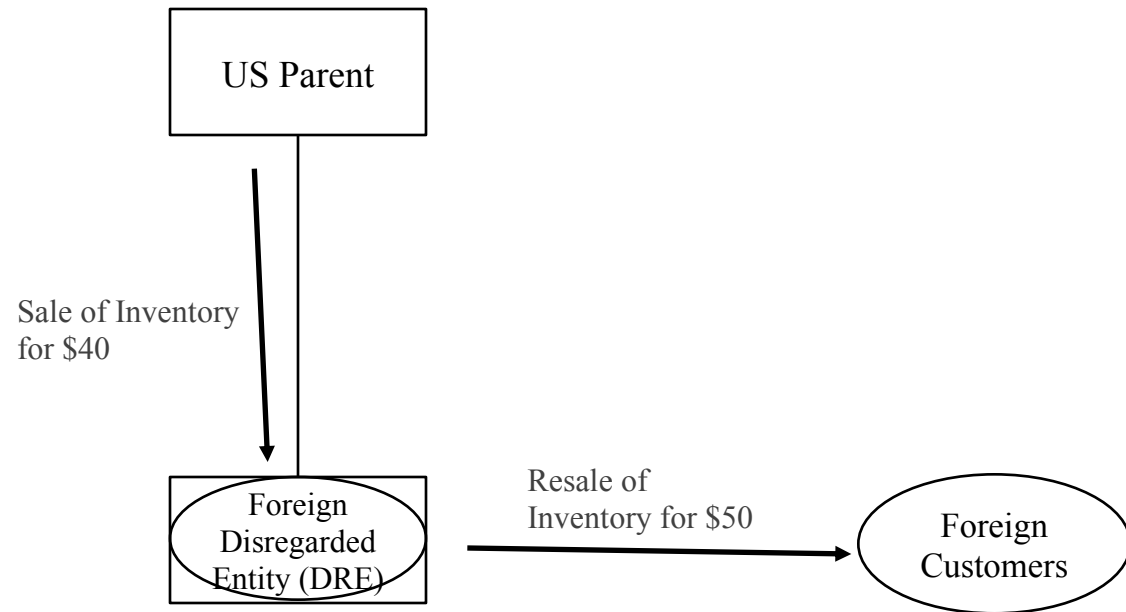 US Parent
Sale of Inventory
for $40
Foreign
Disregarded
Entity (DRE)
Resale of
Inventory for $50
Foreign
Customers